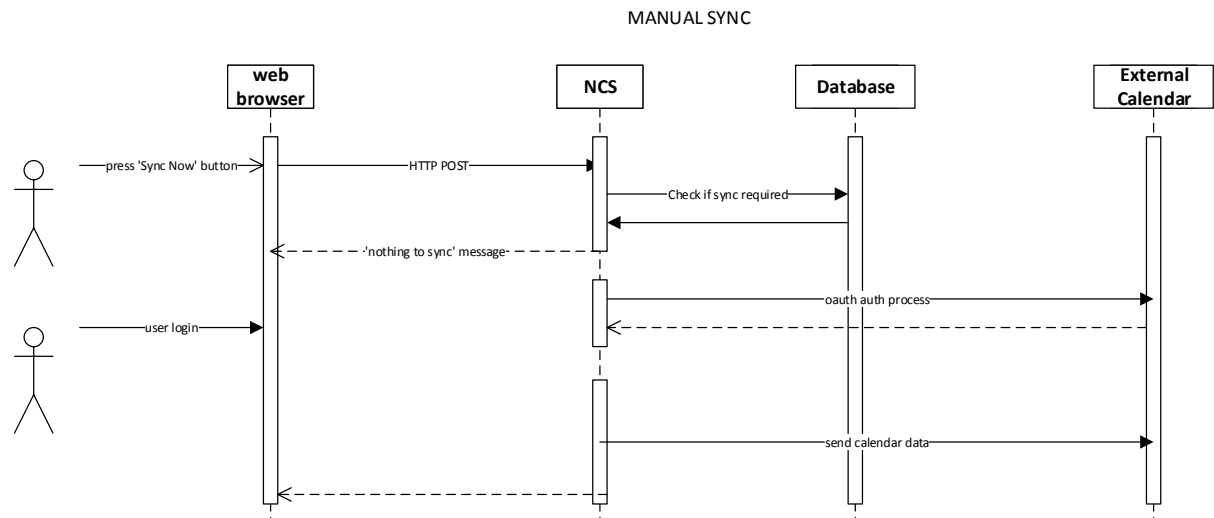 MANUAL SYNC
web
browser
NCS
Database
External
Calendar
press 'Sync Now' button
HTTP POST
Check if sync required
'nothing to sync' message
oauth auth process
user login
send calendar data